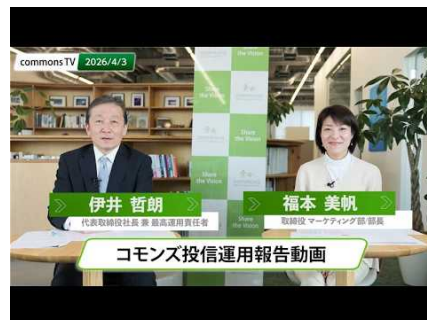 commons TV 2026/4/3
Share
the Vision
伊井 哲朗
代表取締役社長 兼 最高運用責任者
福本 美帆
取締役 マーケティング部/部長
コモンズ投信運用報告動画